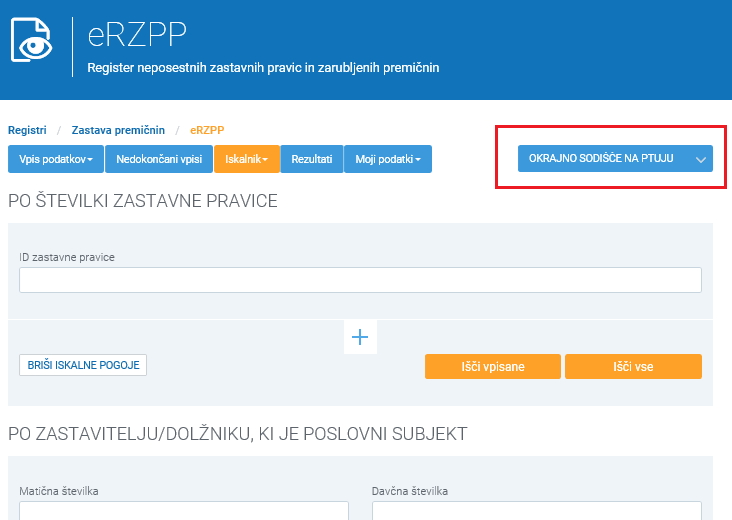 eRZPP
Register neposestnih zastavnih pravic in zarubljenih premičnin
Registri / Zastava premičnin / eRZPP
Vpis podatkov Nedokončani vpisi Iskalnik Rezultati Moji podatki OKRAJNO SODIŠČE NA PTUJU
PO ŠTEVILKI ZASTAVNE PRAVICE
ID zastavne pravice
BRIŠI ISKALNE POGOJE Išči vpisane Išči vse
PO ZASTAVITELJU/DOLŽNIKU, KI JE POSLOVNI SUBJEKT
Matična številka Davčna številka